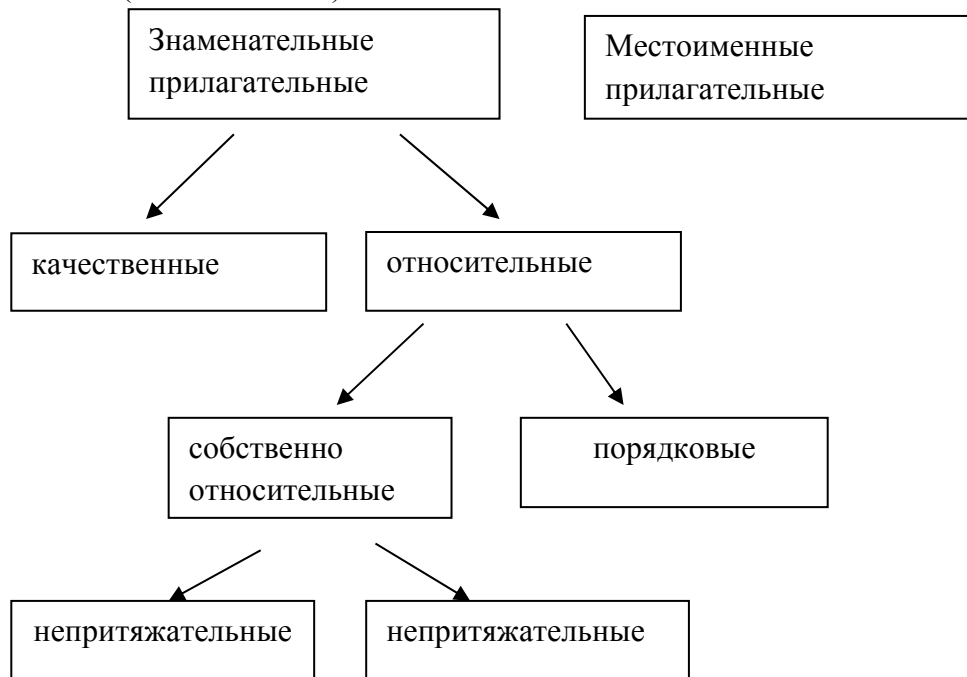 Знаменательные
прилагательные
Местоименные
прилагательные
качественные
относительные
собственно
относительные
порядковые
непритяжательные
непритяжательные